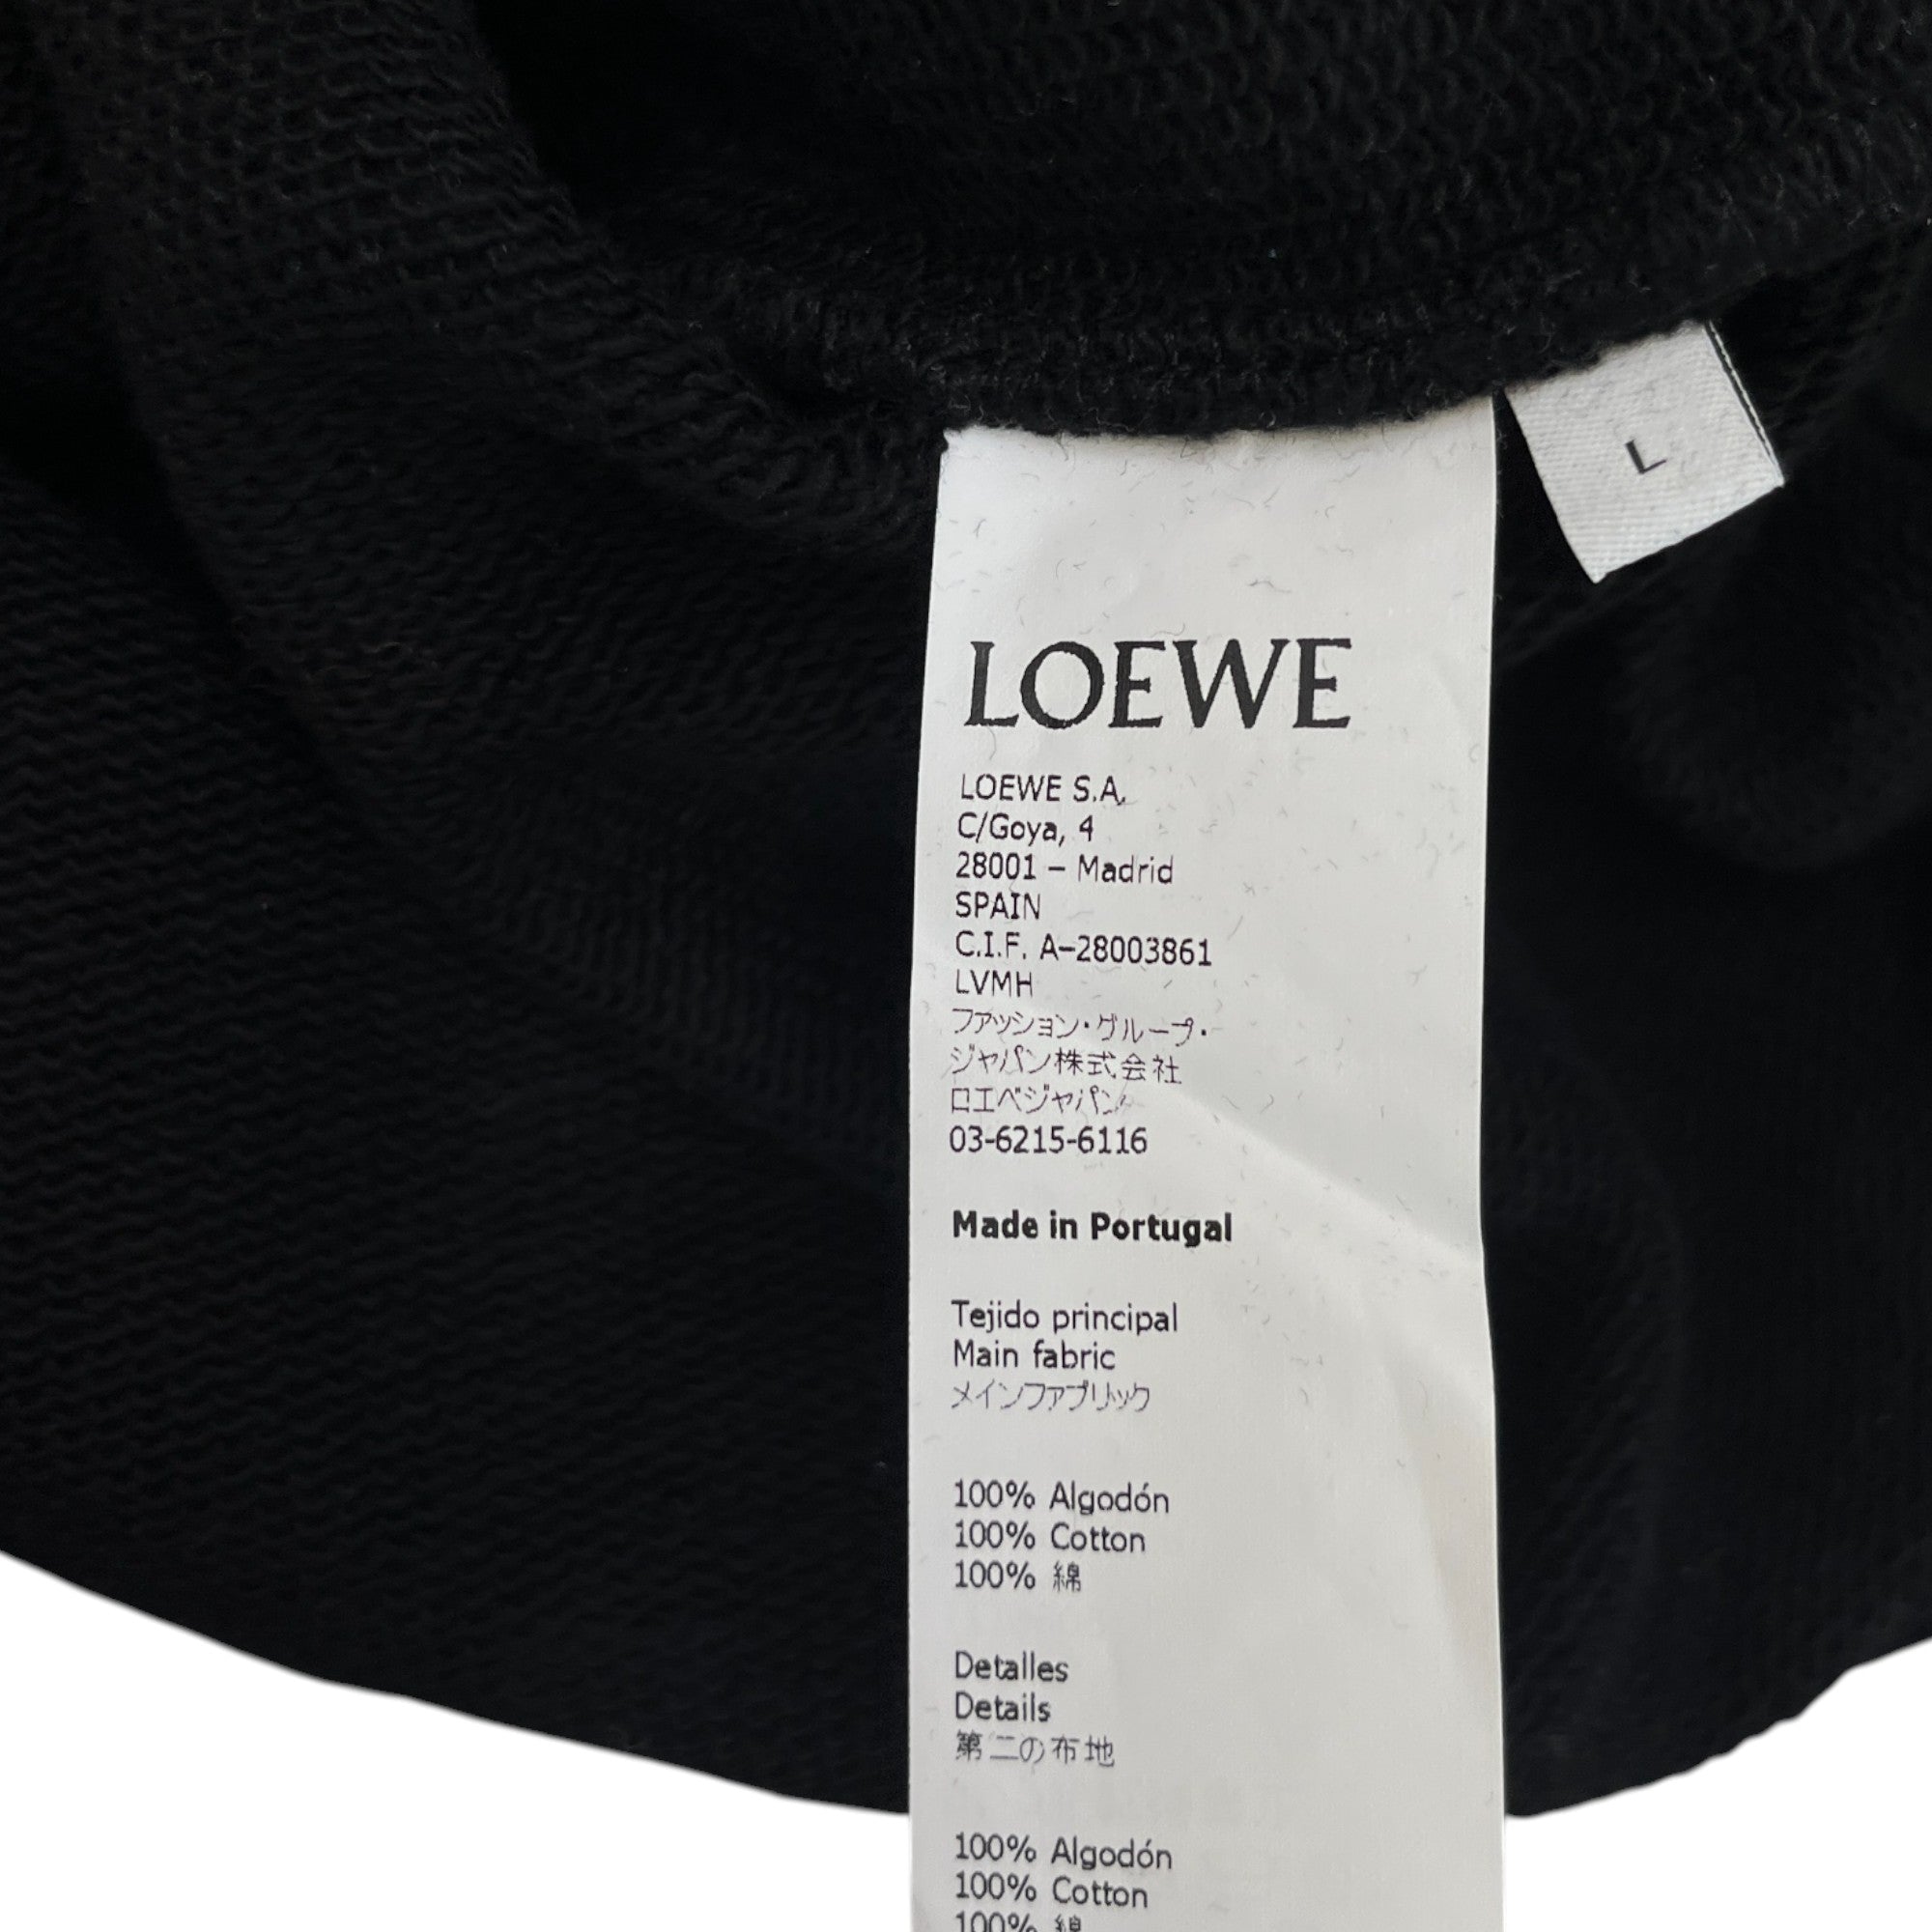 L
LOEWE
LOEWE S.A.
C/Goya, 4
28001 – Madrid
SPAIN
C.I.F. A–28003861
LVMH
ファッション・グループ・
ジャパン株式会社
ロエベジャパン
03-6215-6116
Made in Portugal
Tejido principal
Main fabric
メインファブリック
100% Algodón
100% Cotton
100% 綿
Detalles
Details
第二の布地
100% Algodón
100% Cotton
100% 綿